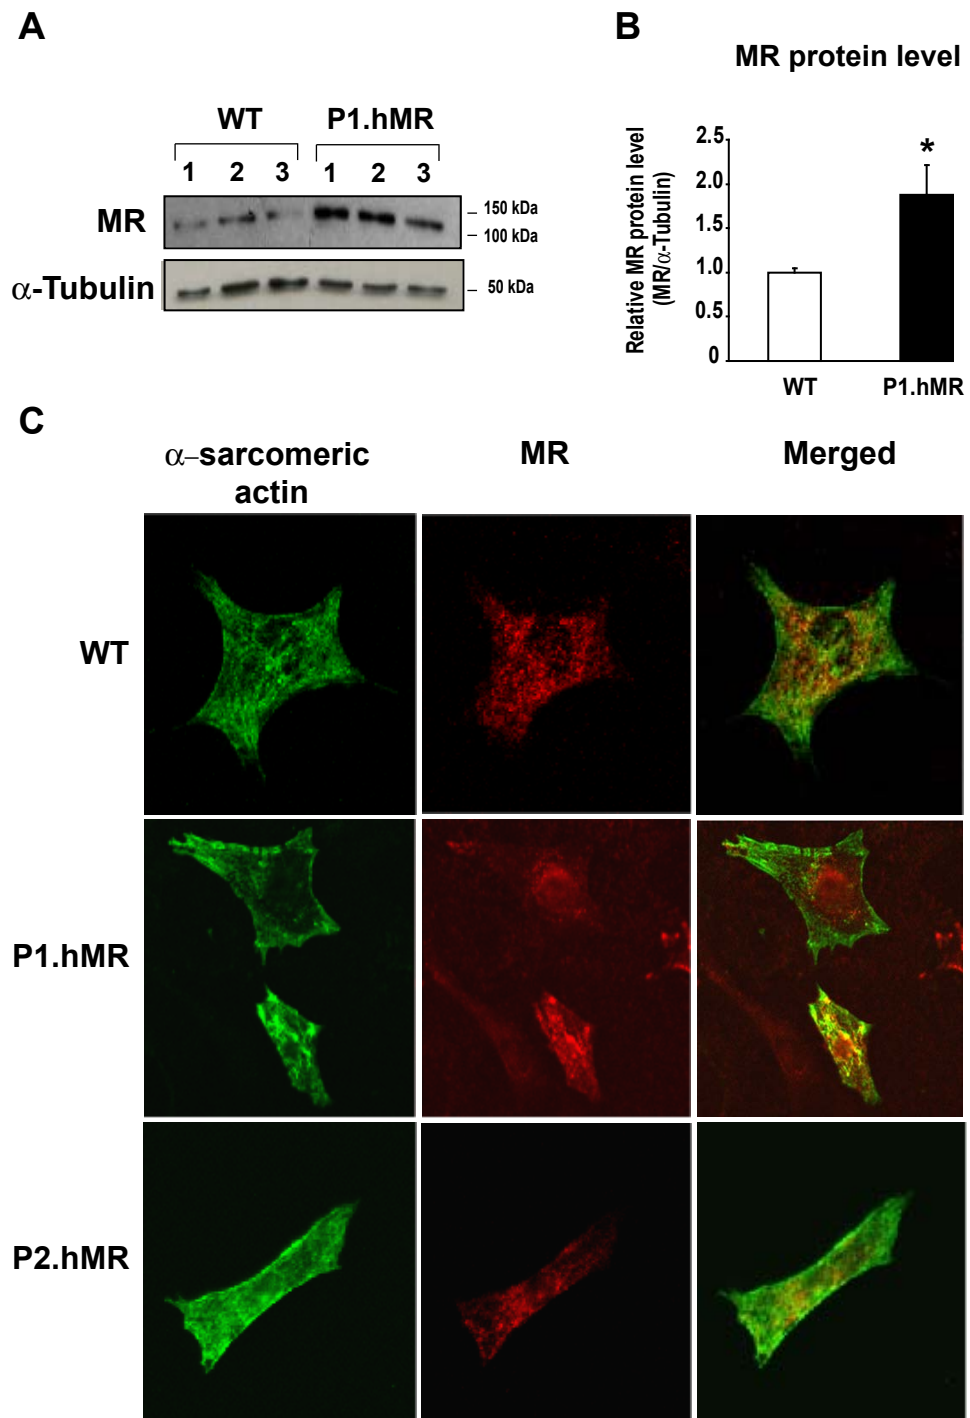 A
WT P1.hMR
1 2 3 1 2 3
MR
150 kDa
100 kDa
α-Tubulin
50 kDa
B
MR protein level
Relative MR protein level
(MR/α-Tubulin)
2.5
2.0
1.5
1.0
0.5
0
*
WT P1.hMR
C
α–sarcomeric
actin
MR
Merged
WT
P1.hMR
P2.hMR